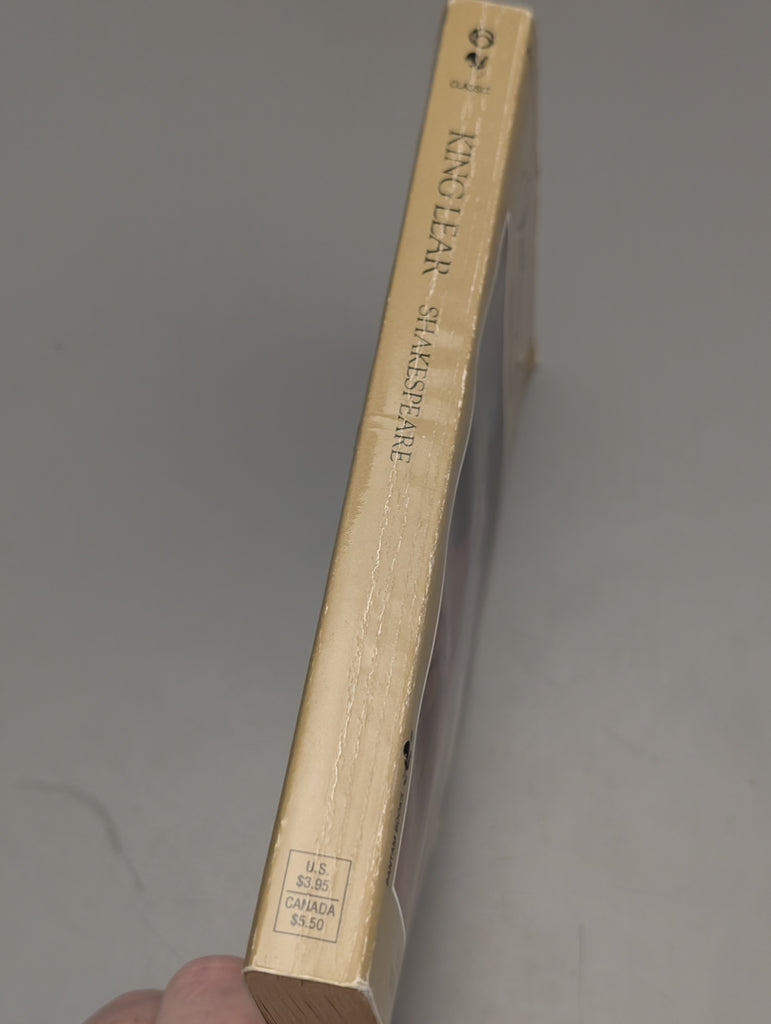 CLASSIC
KING LEAR
SHAKESPEARE
U.S.
$3.95
CANADA
$5.50